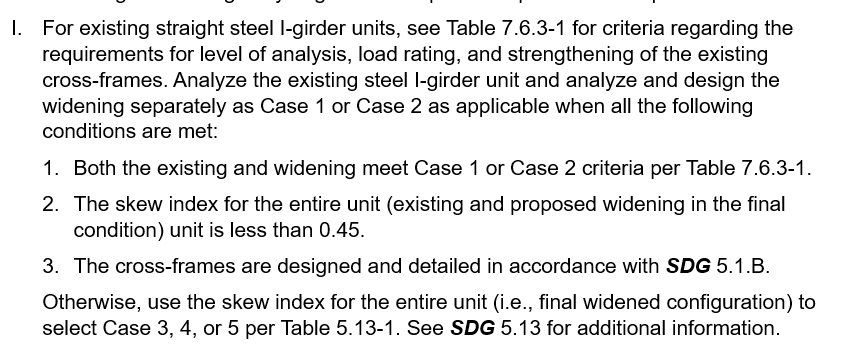 I. For existing straight steel I-girder units, see Table 7.6.3-1 for criteria regarding the
requirements for level of analysis, load rating, and strengthening of the existing
cross-frames. Analyze the existing steel I-girder unit and analyze and design the
widening separately as Case 1 or Case 2 as applicable when all the following
conditions are met:
1. Both the existing and widening meet Case 1 or Case 2 criteria per Table 7.6.3-1.
2. The skew index for the entire unit (existing and proposed widening in the final
condition) unit is less than 0.45.
3. The cross-frames are designed and detailed in accordance with SDG 5.1.B.
Otherwise, use the skew index for the entire unit (i.e., final widened configuration) to
select Case 3, 4, or 5 per Table 5.13-1. See SDG 5.13 for additional information.